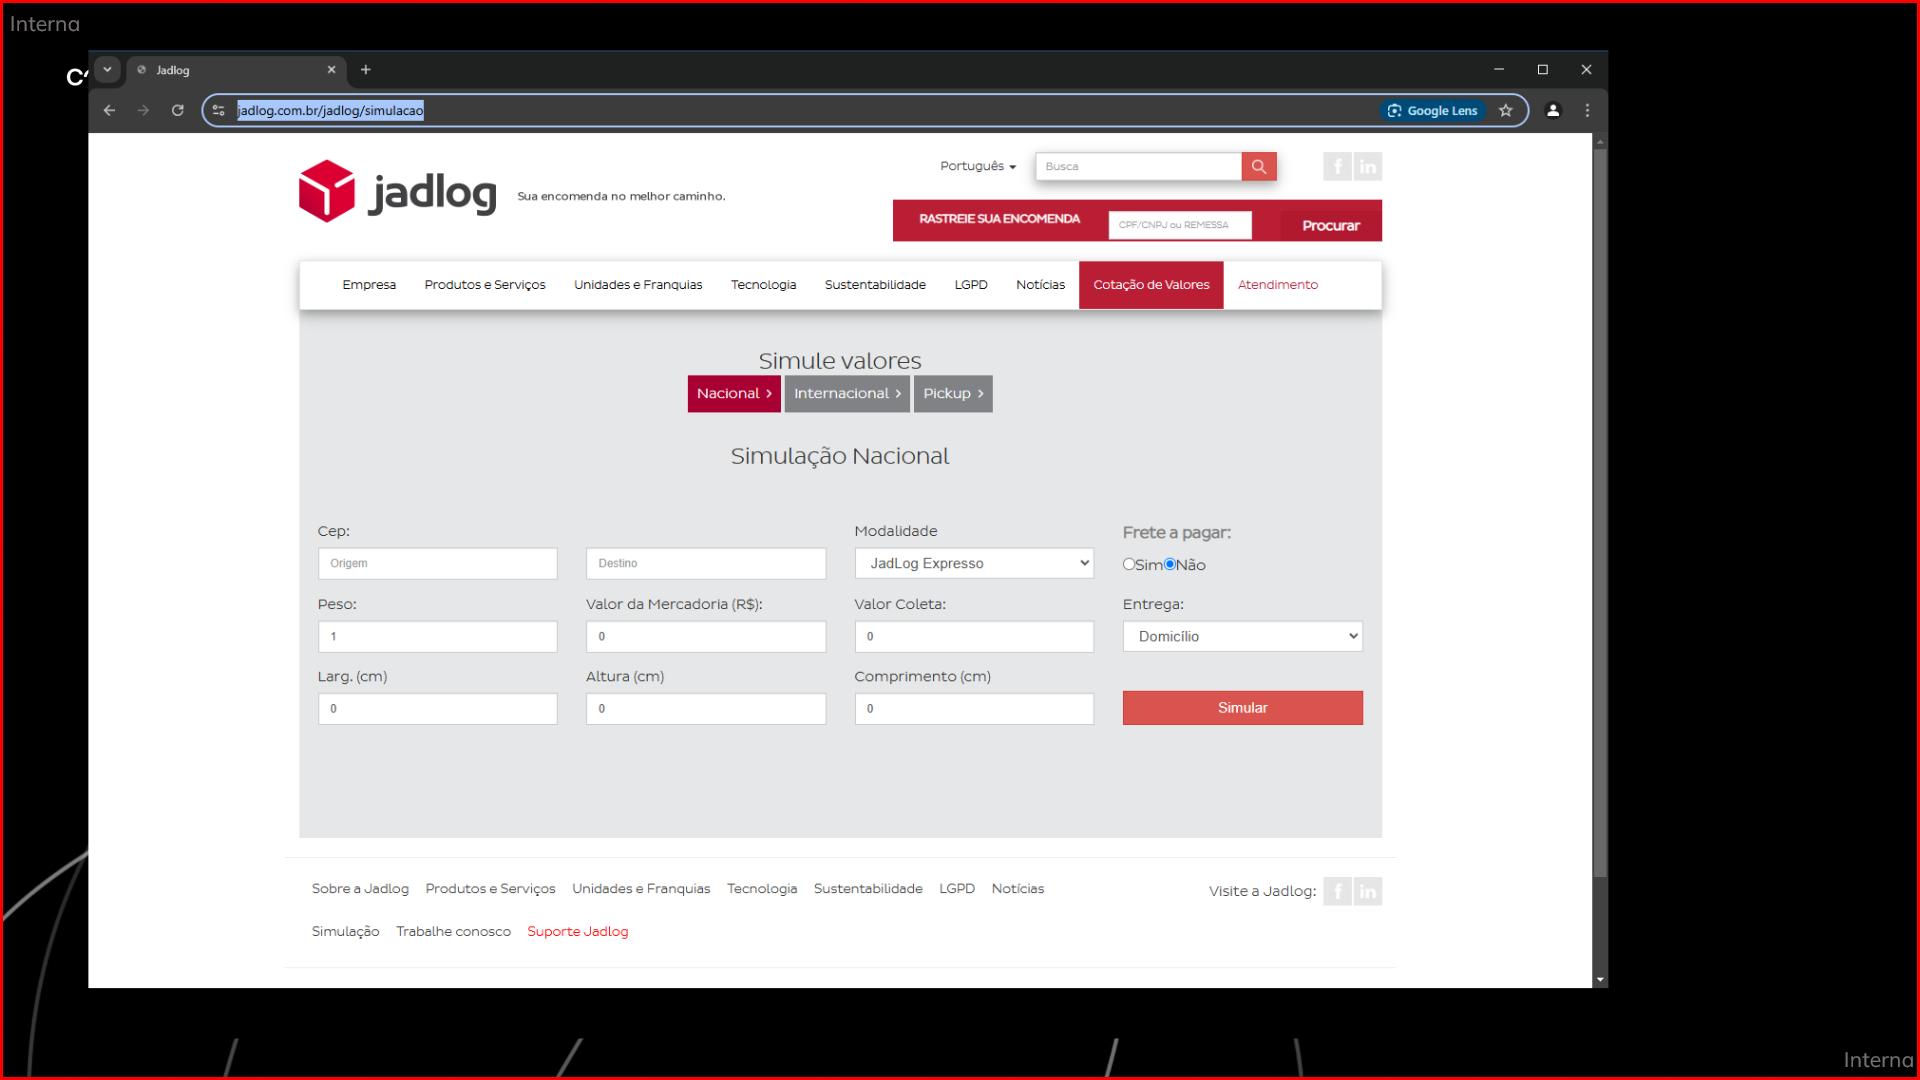 Interna
Jadlog
jadlog.com.br/jadlog/simulacao
Google Lens
jadlog
Sua encomenda no melhor caminho.
Português
Busca
RASTREIE SUA ENCOMENDA
CPF/CNPJ ou REMESSA
Procurar
Empresa
Produtos e Serviços
Unidades e Franquias
Tecnologia
Sustentabilidade
LGPD
Notícias
Cotação de Valores
Atendimento
Simule valores
Nacional
Internacional
Pickup
Simulação Nacional
Cep:
Modalidade
Frete a pagar:
Origem
Destino
JadLog Expresso
Sim Não
Peso:
Valor da Mercadoria (R$):
Valor Coleta:
Entrega:
1
0
0
Domicílio
Larg. (cm)
Altura (cm)
Comprimento (cm)
0
0
0
Simular
Sobre a Jadlog
Produtos e Serviços
Unidades e Franquias
Tecnologia
Sustentabilidade
LGPD
Notícias
Visite a Jadlog:
Simulação
Trabalhe conosco
Suporte Jadlog
Interna